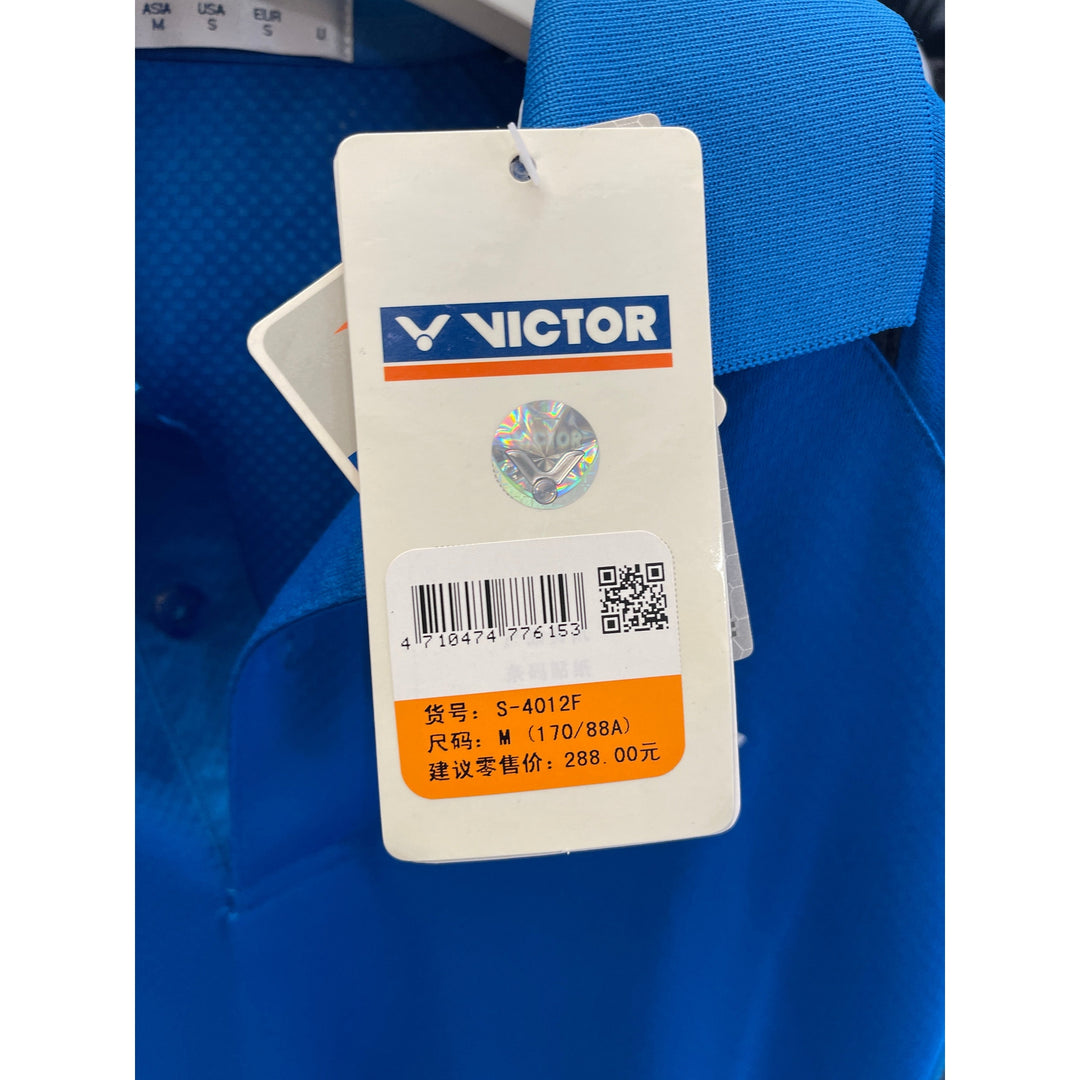 ASIA USA EUR
M S S
VICTOR
VICTOR
4 710474 776153
货号: S-4012F
尺码: M (170/88A)
建议零售价: 288.00元